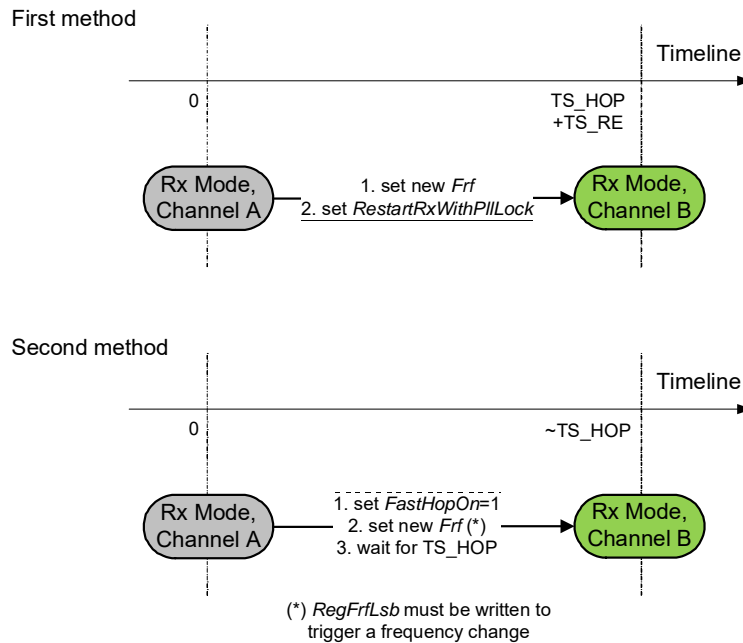 First method
Timeline
0
TS_HOP
+TS_RE
Rx Mode,
Channel A
1. set new Frf
2. set RestartRxWithPllLock
Rx Mode,
Channel B
Second method
Timeline
0
~TS_HOP
Rx Mode,
Channel A
1. set FastHopOn=1
2. set new Frf (*)
3. wait for TS_HOP
Rx Mode,
Channel B
(*) RegFrfLsb must be written to
trigger a frequency change